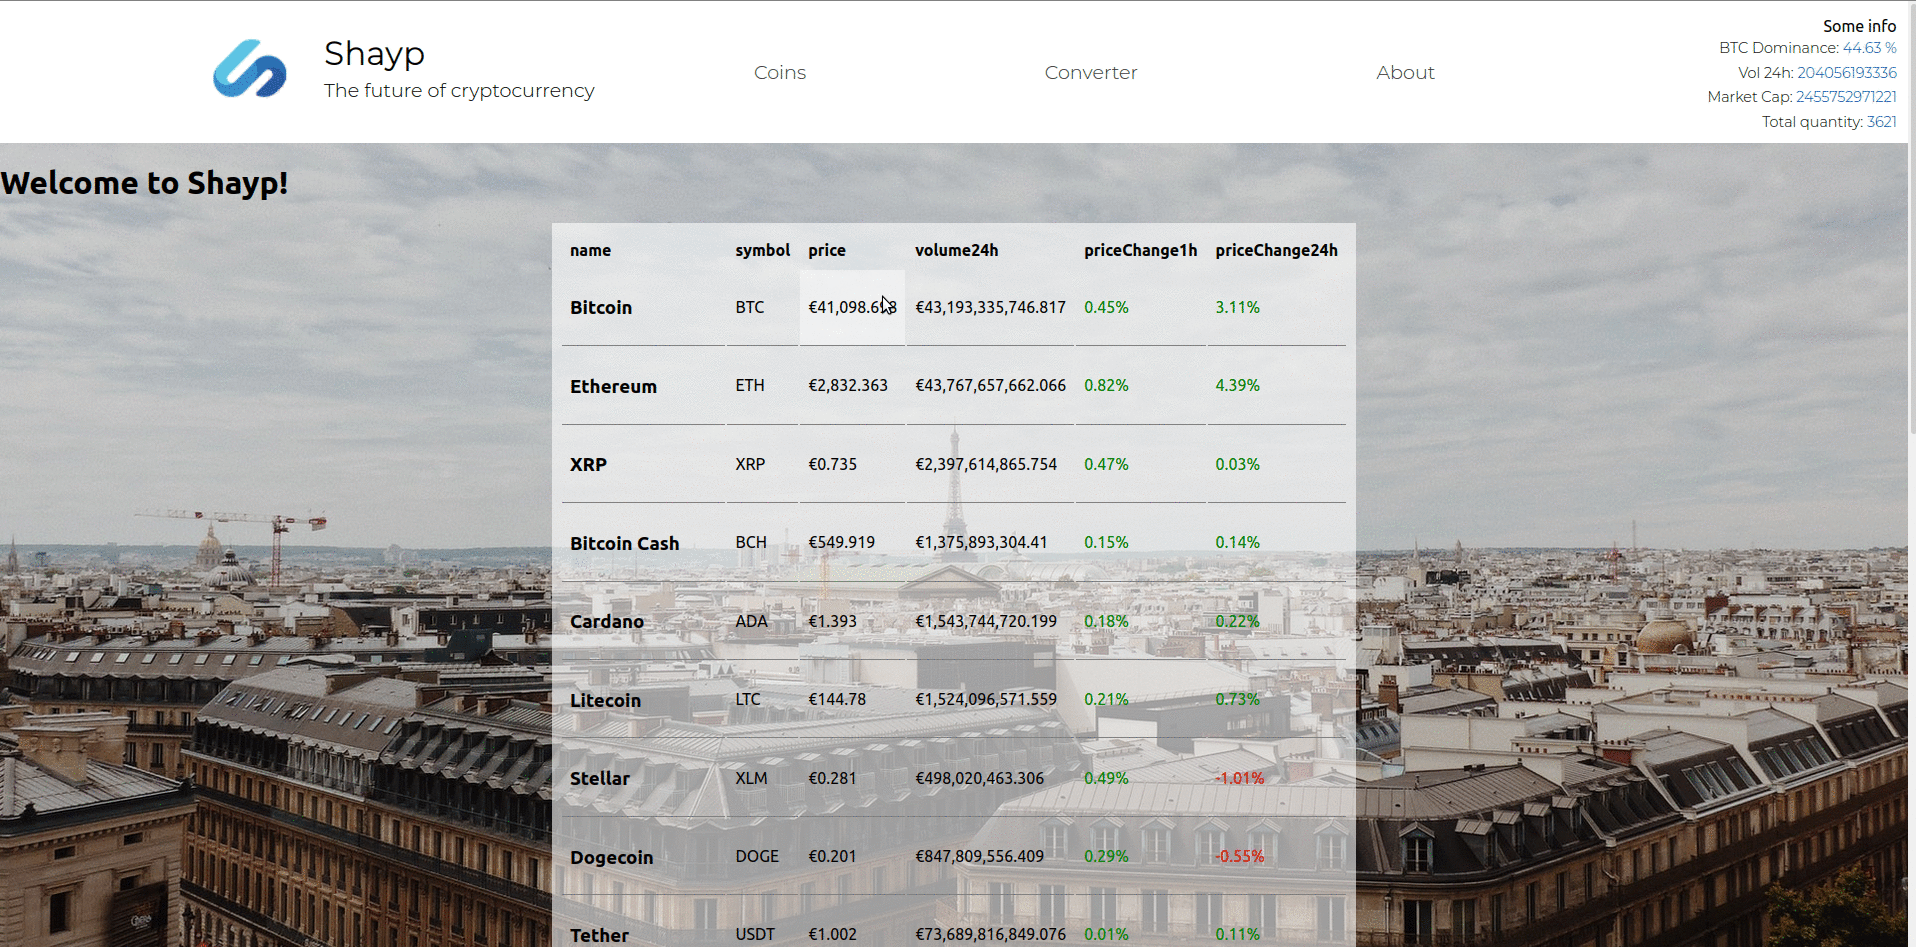 Shayp
The future of cryptocurrency
Coins
Converter
About
Some info
BTC Dominance: 44.63 %
Vol 24h: 204056193336
Market Cap: 2455752971221
Total quantity: 3621
Welcome to Shayp!
name symbol price volume24h priceChange1h priceChange24h
Bitcoin BTC €43,193,335,746.817 0.45% 3.11%
Ethereum ETH €2,832.363 €43,767,657,662.066 0.82% 4.39%
XRP XRP €0.735 €2,397,614,865.754 0.47% 0.03%
Bitcoin Cash BCH €549.919 €1,375,893,304.41 0.15% 0.14%
Cardano ADA €1.393 €1,543,744,720.199 0.18% 0.22%
Litecoin LTC €144.78 €1,524,096,571.559 0.21% 0.73%
Stellar XLM €0.281 €498,020,463.306 0.49% -1.01%
Dogecoin DOGE €0.201 €847,809,556.409 0.29% -0.55%
Tether USDT €1.002 €73,689,816,849.076 0.01% 0.11%